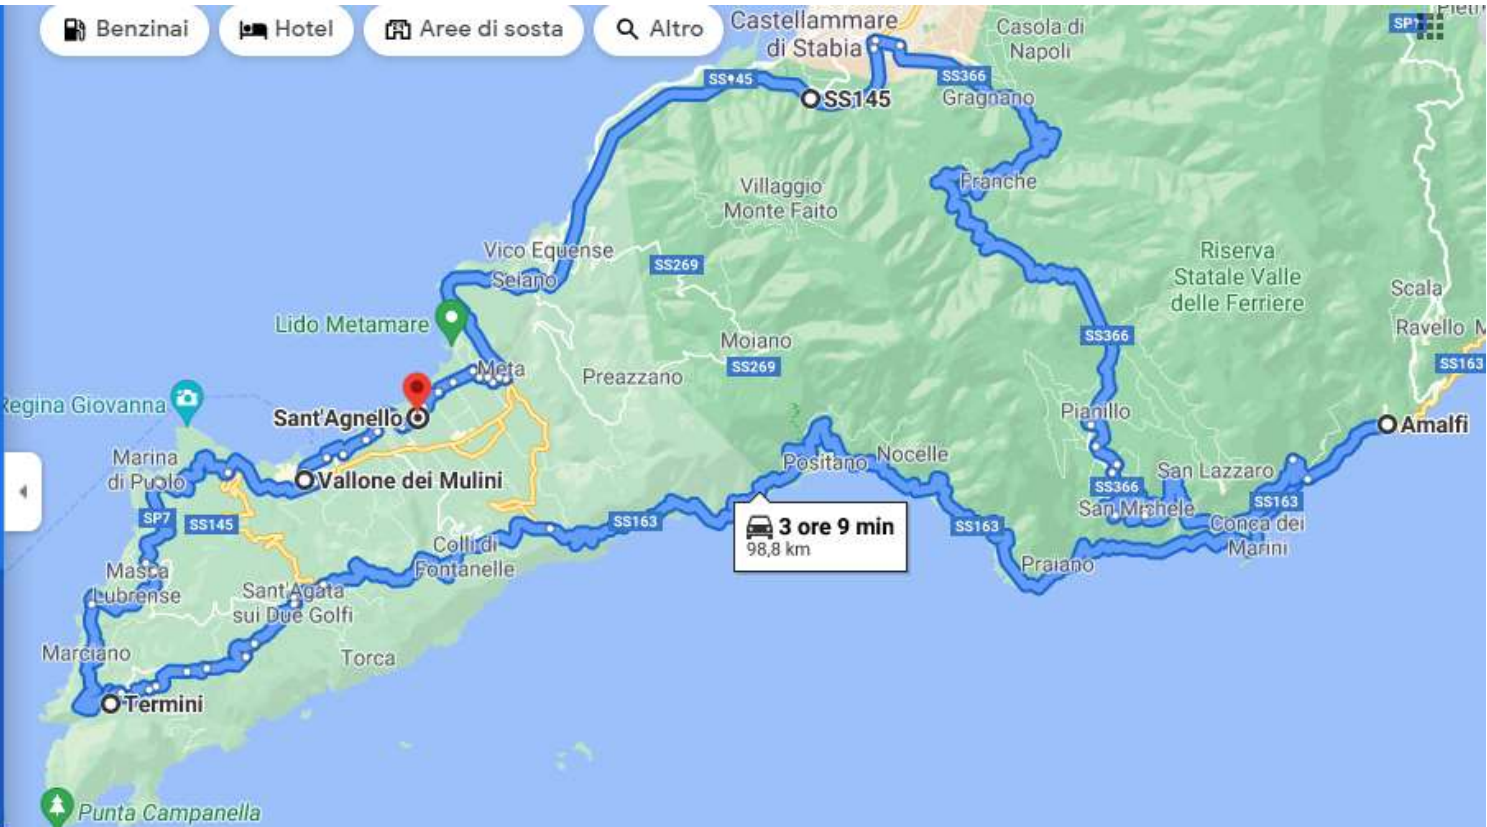 Benzinai
Hotel
Aree di sosta
Altro
Castellammare
di Stabia
Casola di
Napoli
SS145
SS366
SS145
Gragnano
Franche
Villaggio
Monte Faito
Vico Equense
Seiano
SS269
Riserva
Statale Valle
delle Ferriere
Scala
Lido Metamare
Moiano
SS269
SS366
Ravello
SS163
Meta
Preazzano
Regina Giovanna
Sant'Agnello
Pianillo
Amalfi
Marina
di Puolo
Vallone dei Mulini
Positano
Nocelle
San Lazzaro
SS366
SS163
San Michele
Conca dei
Marini
SP7
SS145
SS163
SS163
3 ore 9 min
98,8 km
Colli di
Fontanelle
Praiano
Massa
Lubrense
Sant'Agata
sui Due Golfi
Marciano
Torca
Termini
Punta Campanella